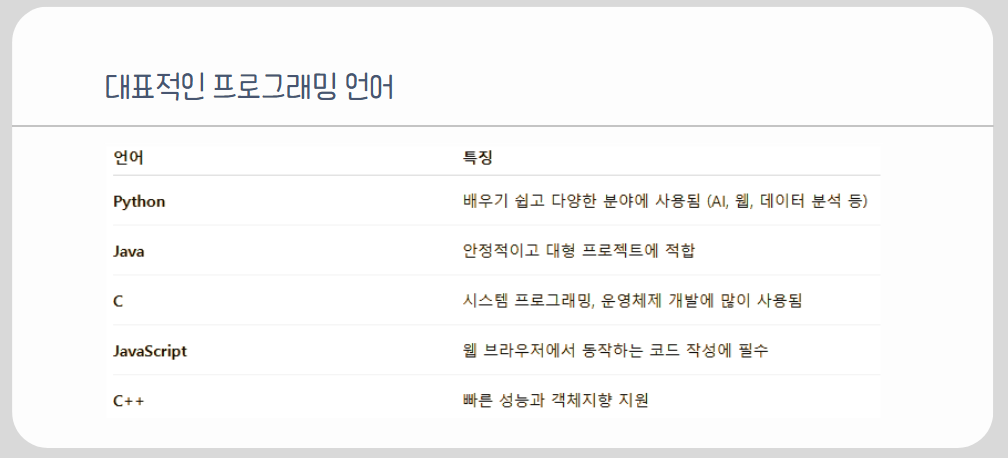 대표적인 프로그래밍 언어
언어 특징
Python 배우기 쉽고 다양한 분야에 사용됨 (AI, 웹, 데이터 분석 등)
Java 안정적이고 대형 프로젝트에 적합
C 시스템 프로그래밍, 운영체제 개발에 많이 사용됨
JavaScript 웹 브라우저에서 동작하는 코드 작성에 필수
C++ 빠른 성능과 객체지향 지원